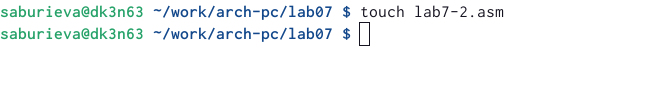 saburieva@dk3n63 ~/work/arch-pc/lab07 $ touch lab7-2.asm
saburieva@dk3n63 ~/work/arch-pc/lab07 $